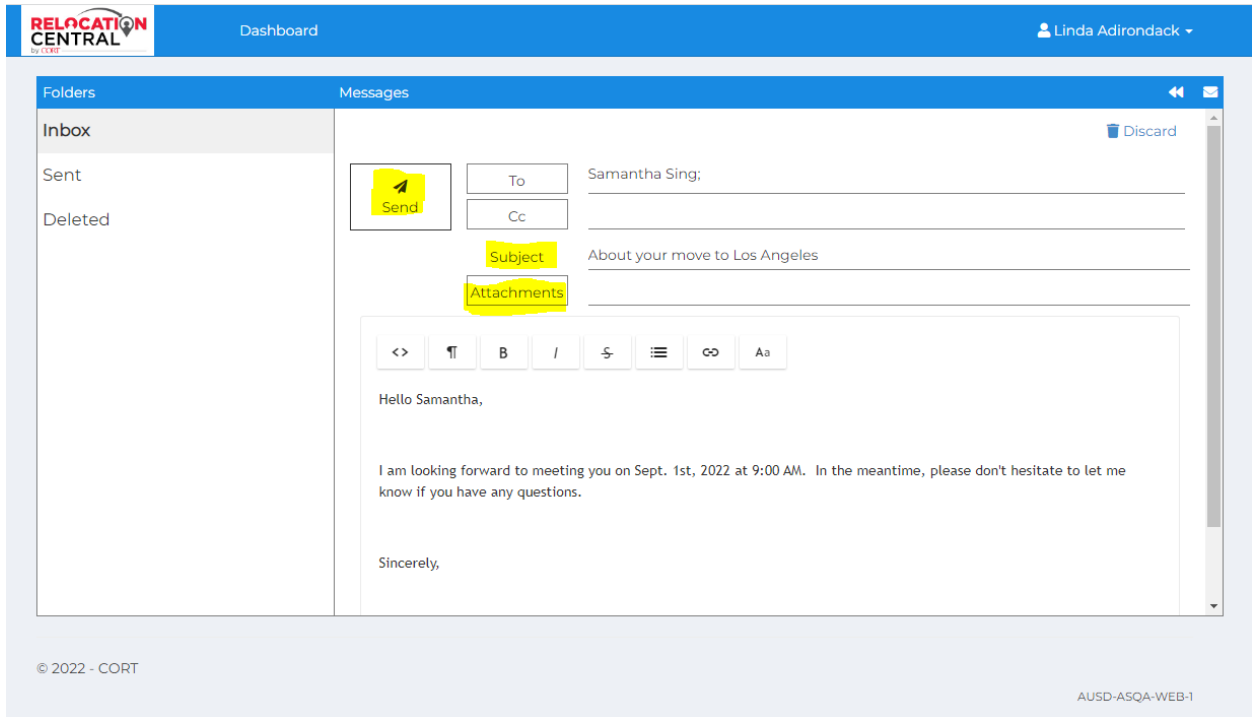 RELOCATION
CENTRAL
by CORT
Dashboard
Linda Adirondack
Folders
Messages
Inbox
Discard
Sent
Deleted
Send
To
Samantha Sing;
Cc
Subject
About your move to Los Angeles
Attachments
<> ¶ B I S Aa
Hello Samantha,
I am looking forward to meeting you on Sept. 1st, 2022 at 9:00 AM.  In the meantime, please don't hesitate to let me
know if you have any questions.
Sincerely,
© 2022 - CORT
AUSD-ASQA-WEB-1